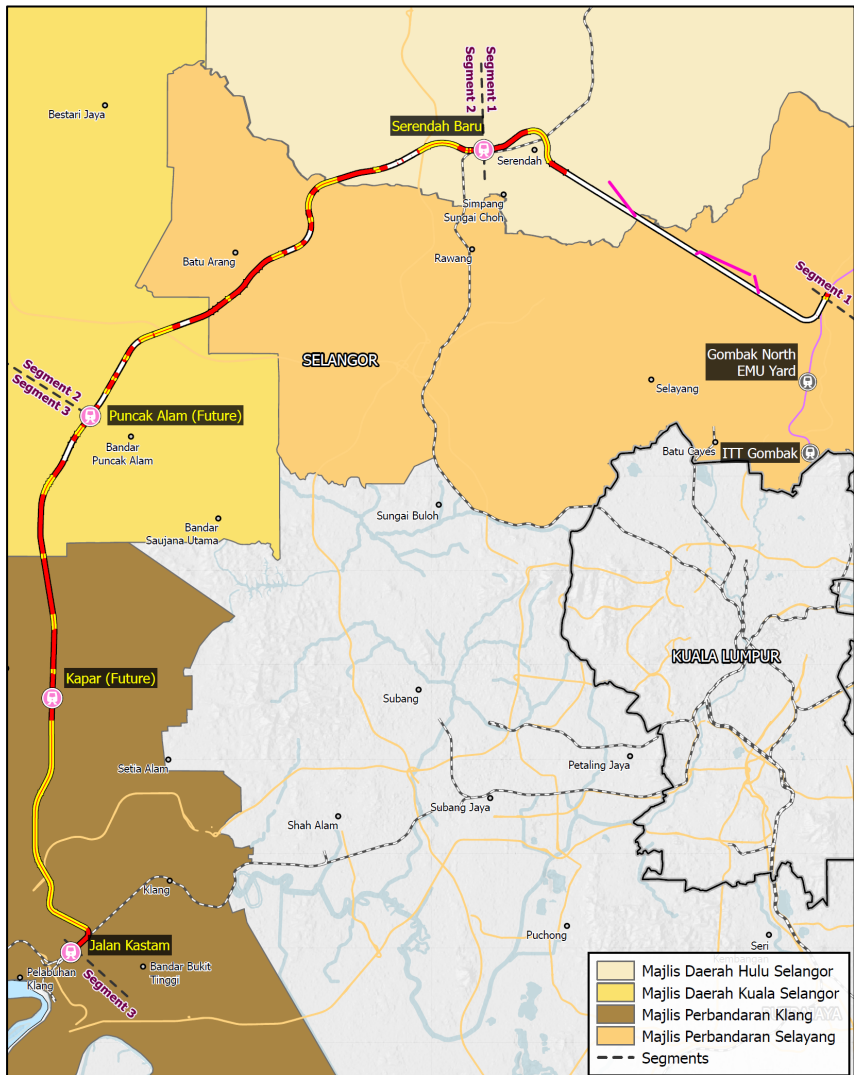 Bestari Jaya
Segment 1
Segment 2
Serendah Baru
Serendah
Simpang
Sungai Choh
Batu Arang
Rawang
Segment 1
SELANGOR
Gombak North
EMU Yard
Selayang
Segment 2
Segment 3
Puncak Alam (Future)
Bandar
Puncak Alam
Batu Caves
ITT Gombak
Sungai Buloh
Bandar
Saujana Utama
KUALA LUMPUR
Kapar (Future)
Subang
Setia Alam
Petaling Jaya
Subang Jaya
Shah Alam
Klang
Puchong
Seri
Kembangan
Jalan Kastam
Pelabuhan
Klang
Bandar Bukit
Tinggi
Segment 3
Majlis Daerah Hulu Selangor
Majlis Daerah Kuala Selangor
Majlis Perbandaran Klang
Majlis Perbandaran Selayang
Segments